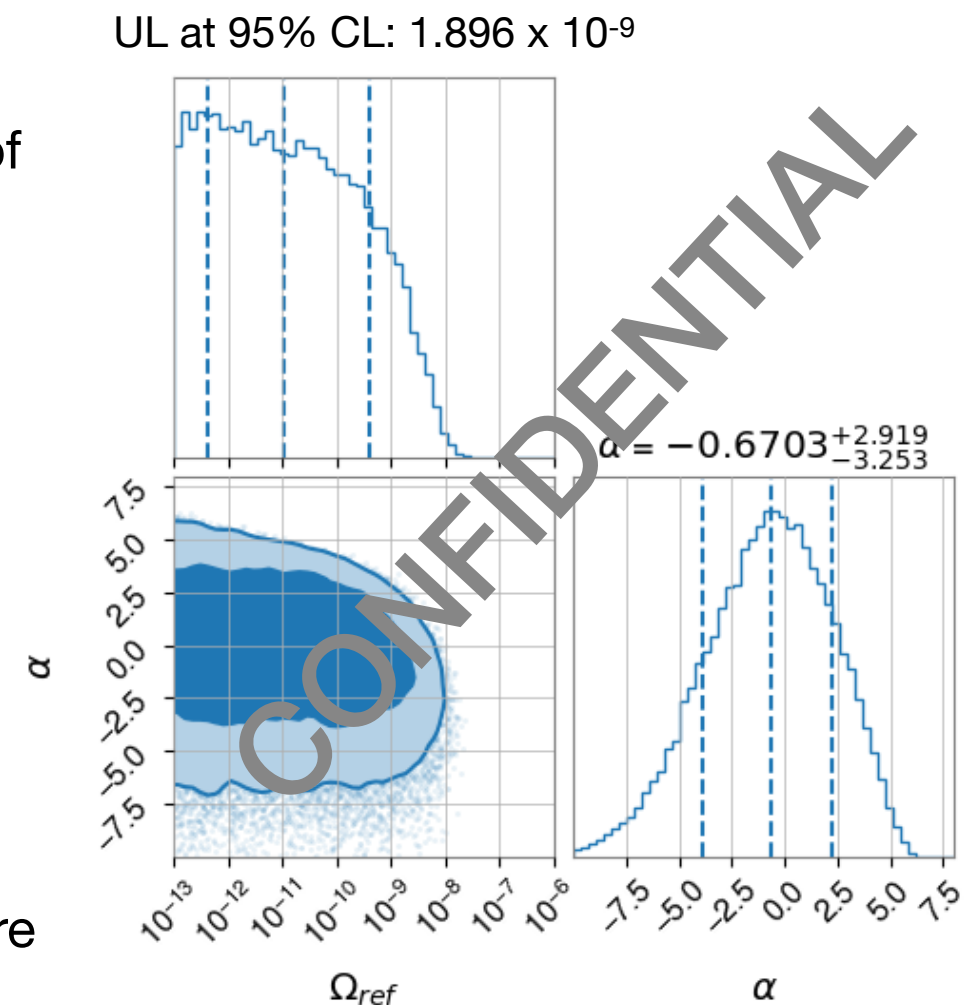 UL at 95% CL: 1.896 x 10⁻⁹
of
CONFIDENTIAL
α = −0.6703 +2.919 −3.253
7.5
5.0
2.5
0.0
−2.5
−5.0
−7.5
α
10⁻¹³ 10⁻¹² 10⁻¹¹ 10⁻¹⁰ 10⁻⁹ 10⁻⁸ 10⁻⁷ 10⁻⁶
−7.5 −5.0 −2.5 0.0 2.5 5.0 7.5
re
Ω_ref
α